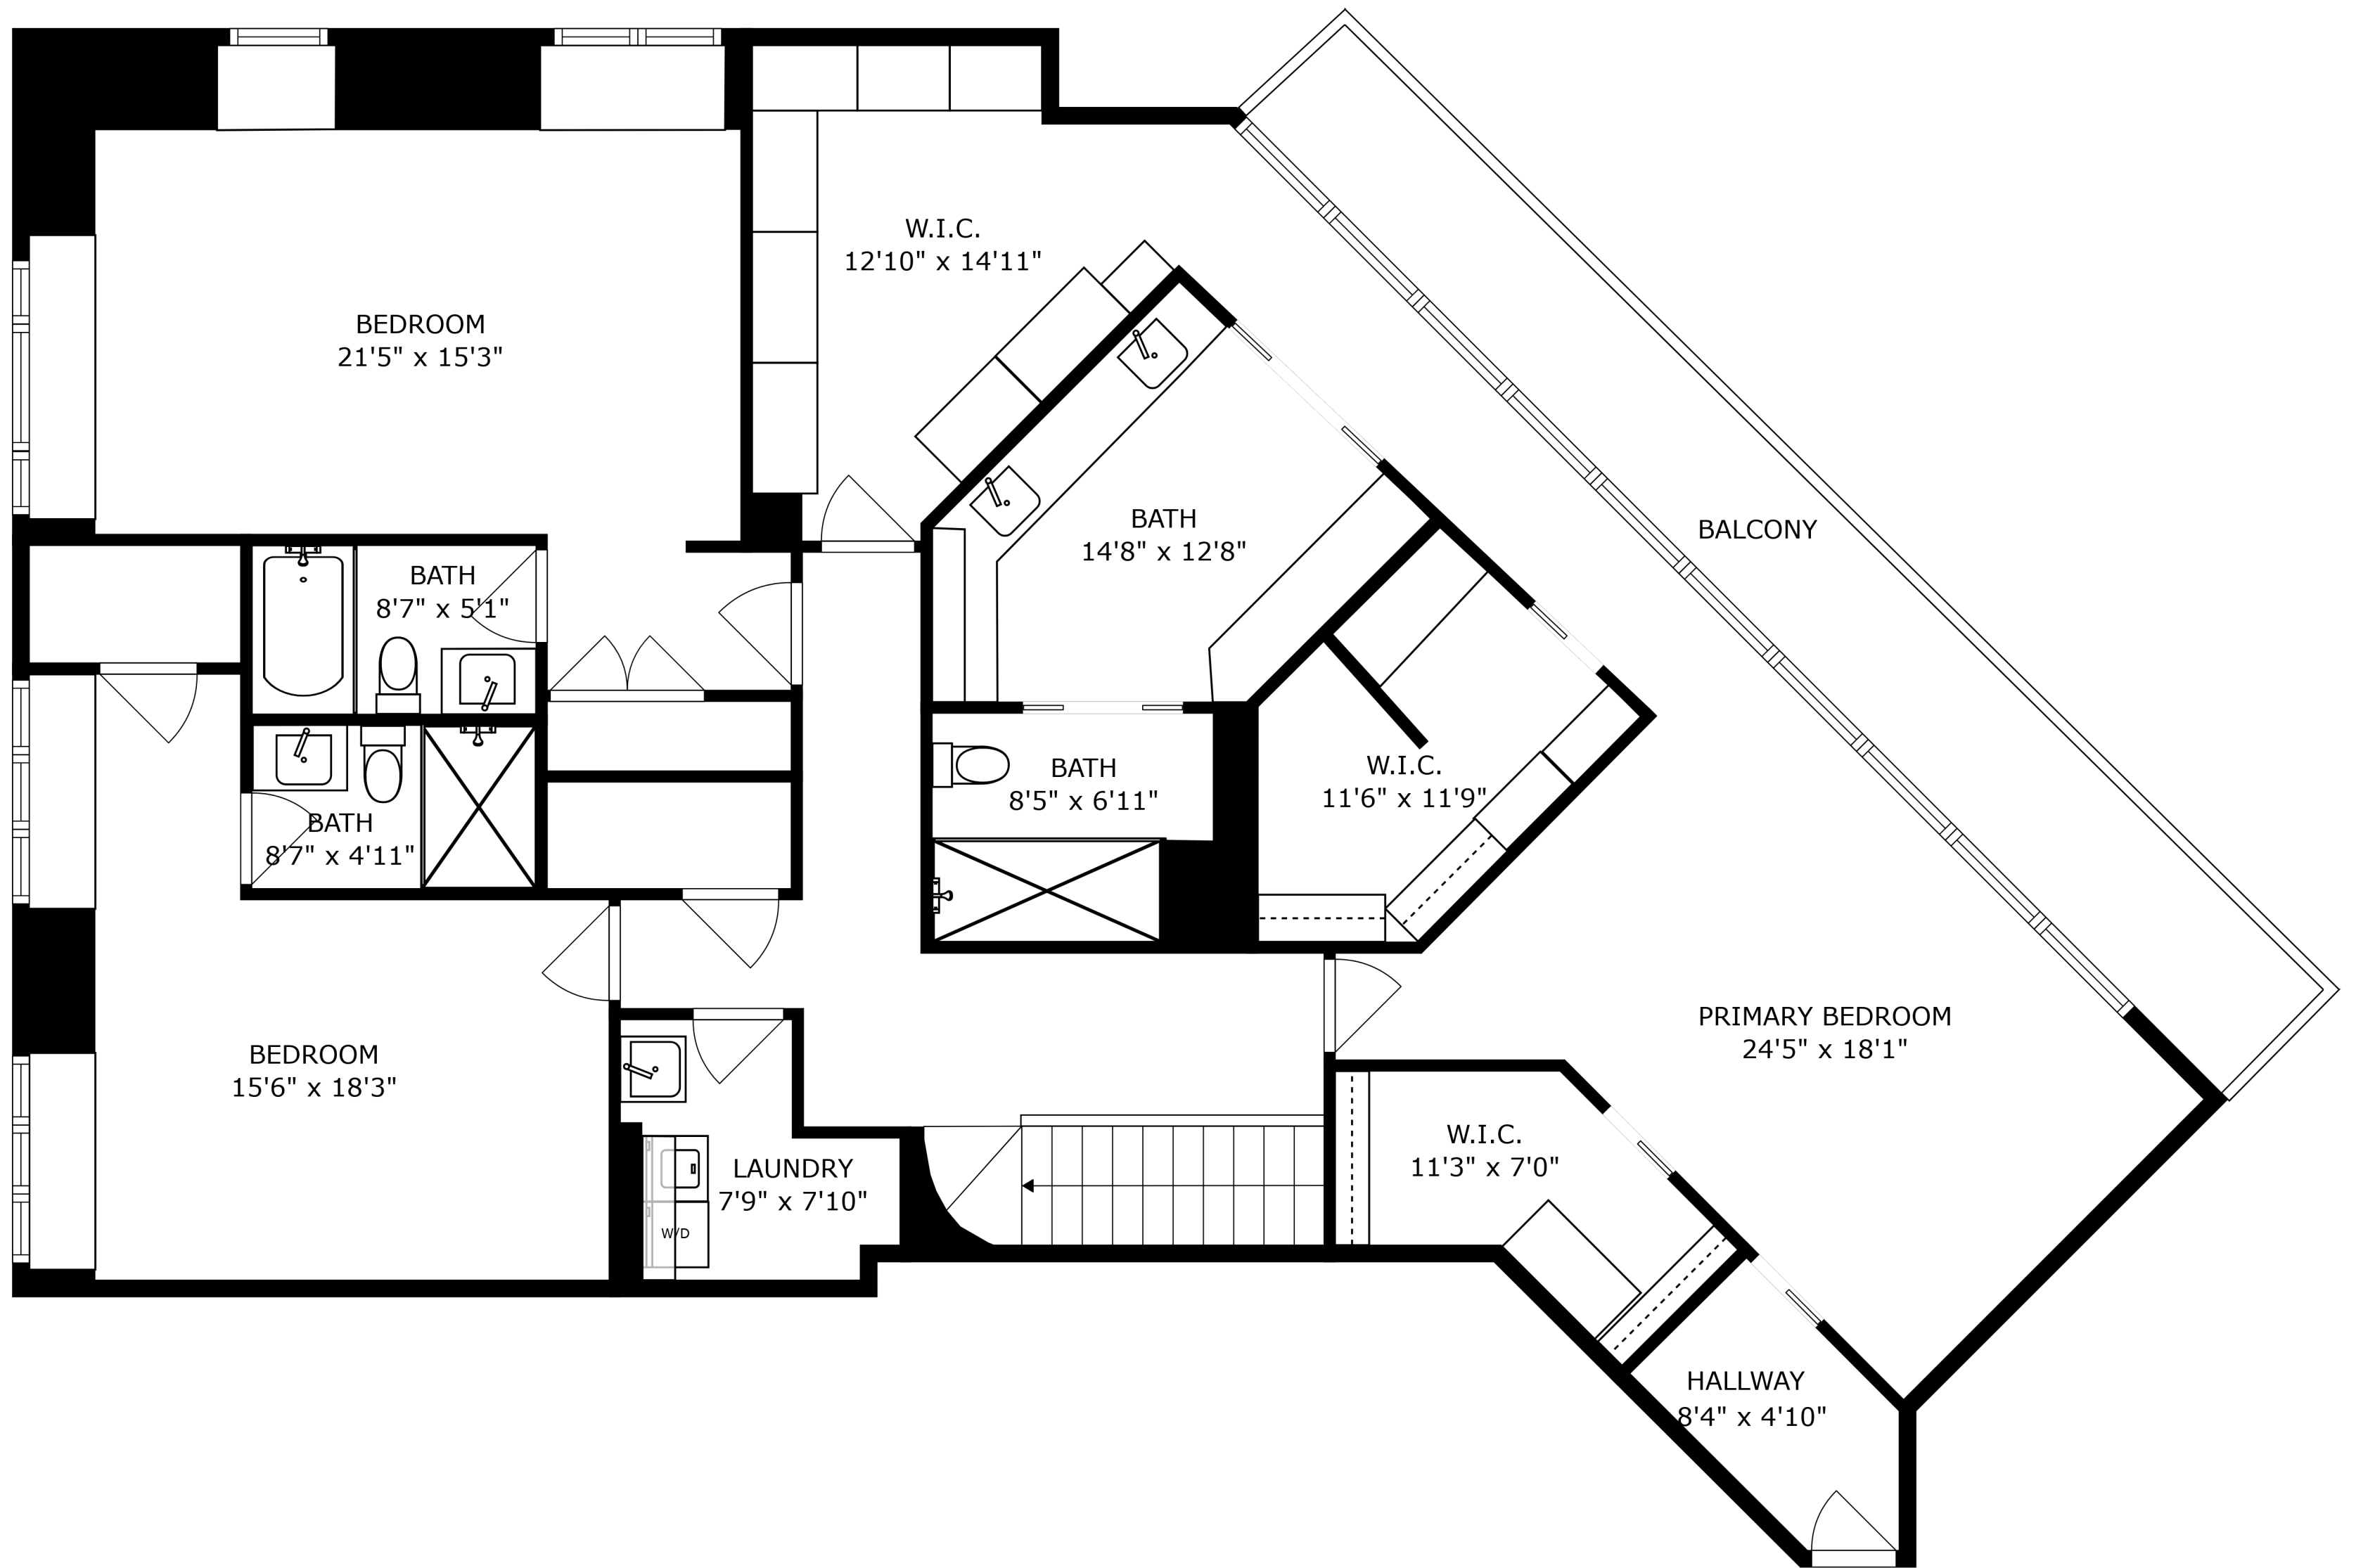 W.I.C.
12'10" x 14'11"
BEDROOM
21'5" x 15'3"
BATH
14'8" x 12'8"
BALCONY
BATH
8'7" x 5'1"
BATH
8'5" x 6'11"
W.I.C.
11'6" x 11'9"
BATH
8'7" x 4'11"
PRIMARY BEDROOM
24'5" x 18'1"
BEDROOM
15'6" x 18'3"
W.I.C.
11'3" x 7'0"
LAUNDRY
7'9" x 7'10"
W/D
HALLWAY
8'4" x 4'10"